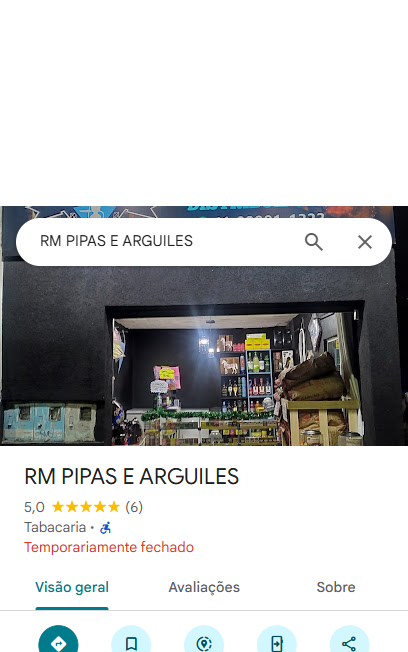 RM PIPAS E ARGUILES
RM PIPAS E ARGUILES
5,0 (6)
Tabacaria •
Temporariamente fechado
Visão geral Avaliações Sobre